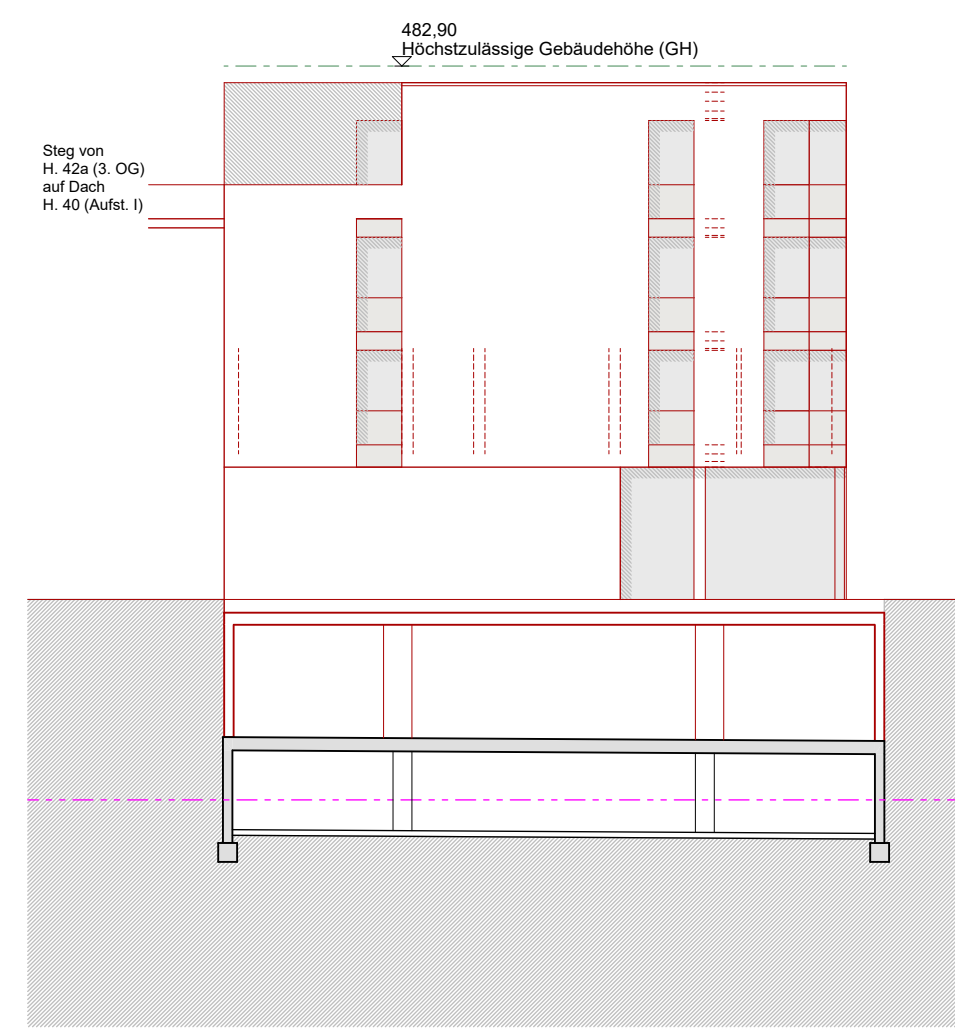 482,90
Höchstzulässige Gebäudehöhe (GH)
Steg von
H. 42a (3. OG)
auf Dach
H. 40 (Aufst. I)